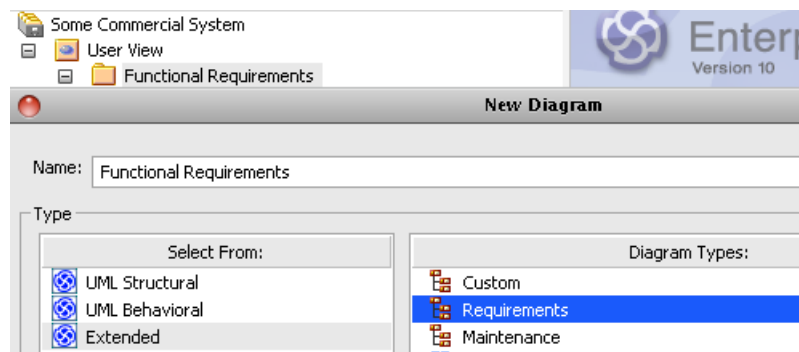 Some Commercial System
User View
Functional Requirements
Version 10
New Diagram
Name: Functional Requirements
Type
Select From:
Diagram Types:
UML Structural
Custom
UML Behavioral
Requirements
Extended
Maintenance